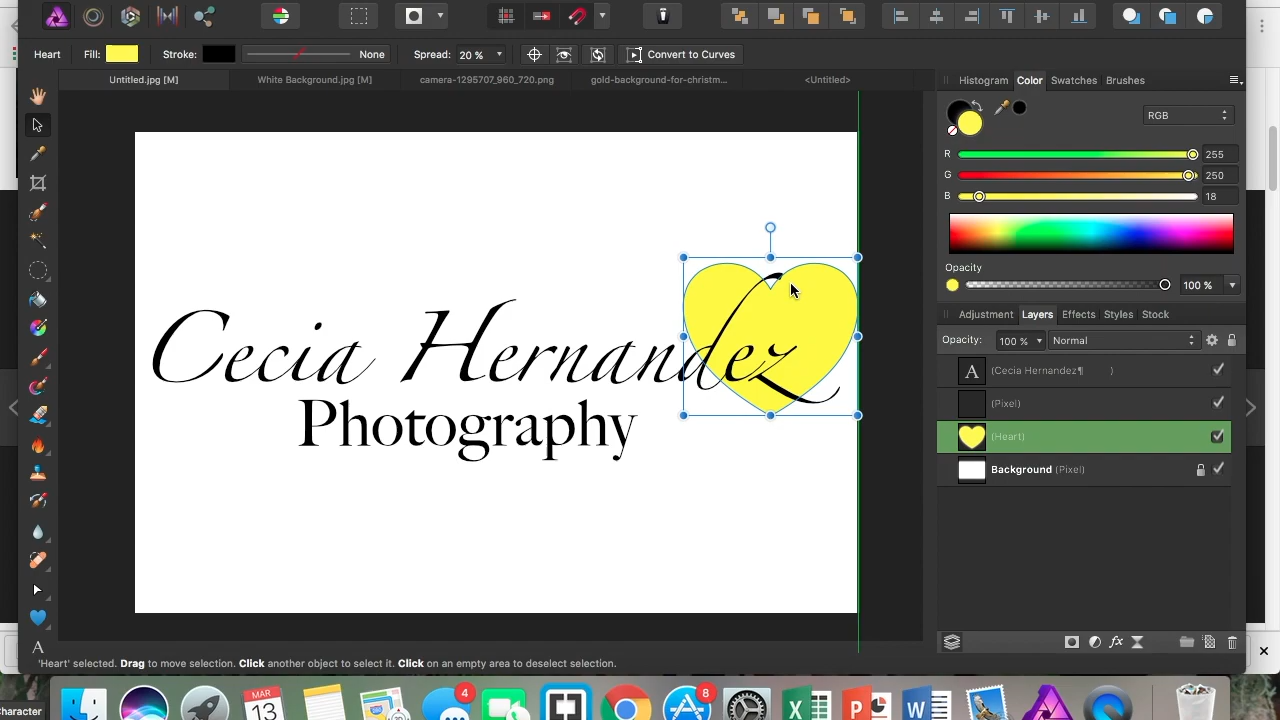 Heart Fill: Stroke: None Spread: 20 % Convert to Curves
Untitled.jpg [M] White Background.jpg [M] camera-1295707_960_720.png gold-background-for-christm... <Untitled>
Histogram Color Swatches Brushes
RGB
R 255
G 250
B 18
Opacity
100 %
Adjustment Layers Effects Styles Stock
Opacity: 100 % Normal
A (Cecia Hernandez¶ )
(Pixel)
(Heart)
Background (Pixel)
Cecia Hernandez
Photography
A
'Heart' selected. Drag to move selection. Click another object to select it. Click on an empty area to deselect selection.
MAR
13
4
8
Character